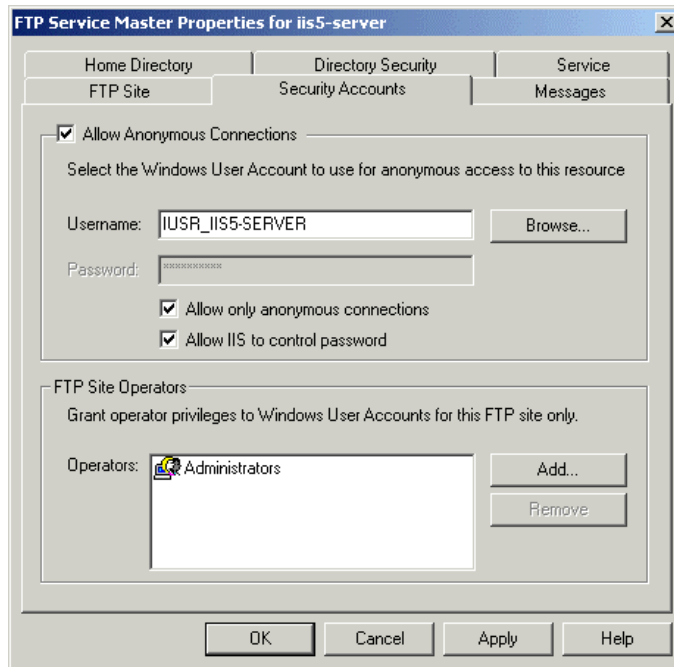 FTP Service Master Properties for iis5-server
Home Directory Directory Security Service
FTP Site Security Accounts Messages
Allow Anonymous Connections
Select the Windows User Account to use for anonymous access to this resource
Username: IUSR_IIS5-SERVER Browse...
Password: **********
Allow only anonymous connections
Allow IIS to control password
FTP Site Operators
Grant operator privileges to Windows User Accounts for this FTP site only.
Operators: Administrators Add...
Remove
OK Cancel Apply Help